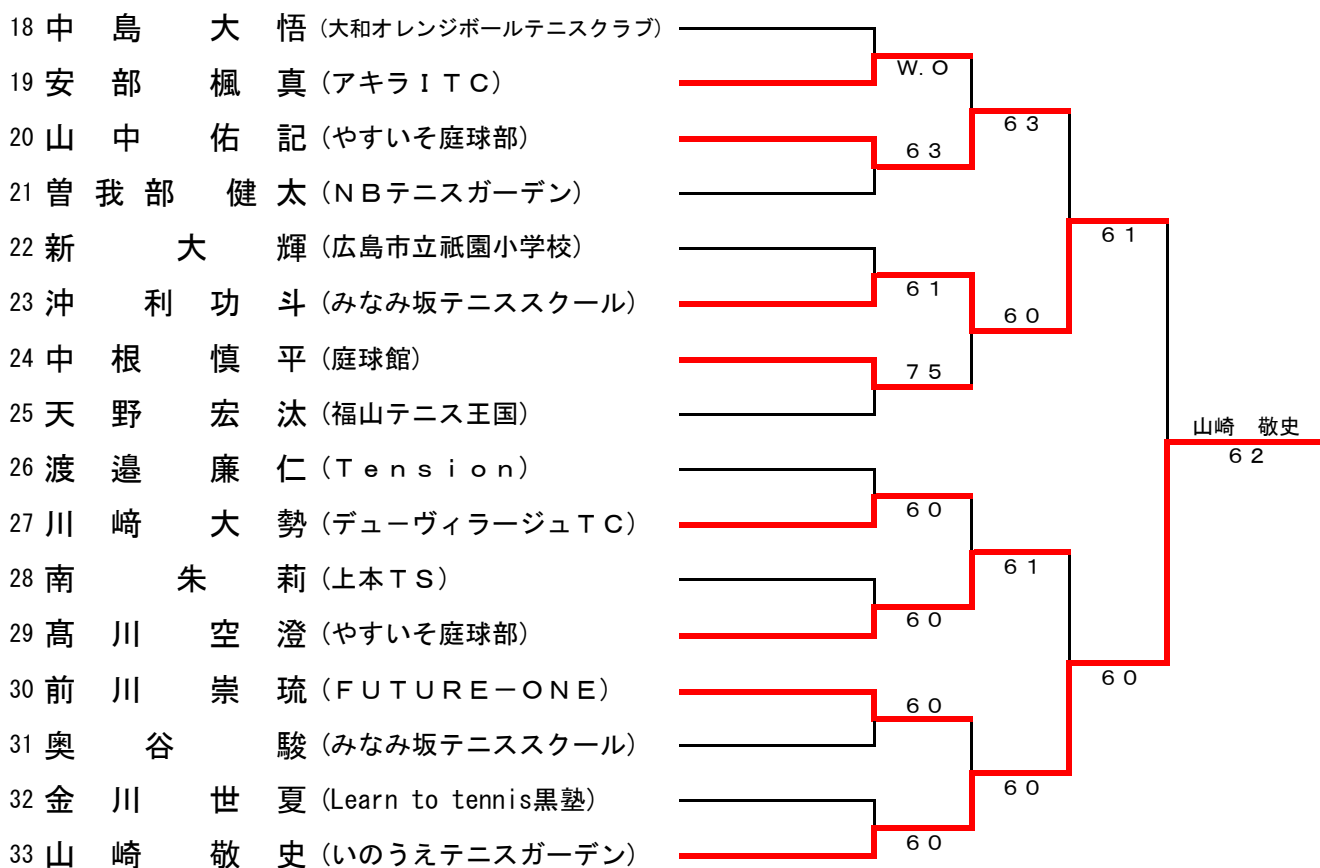 18 中島 大悟 (大和オレンジボールテニスクラブ)
19 安部 楓真 (アキラＩＴＣ)
W.O
20 山中 佑記 (やすいそ庭球部)
６３
６３
21 曽我部 健太 (ＮＢテニスガーデン)
６１
22 新 大輝 (広島市立祇園小学校)
23 沖 利功斗 (みなみ坂テニススクール)
６１
６０
24 中根 慎平 (庭球館)
７５
25 天野 宏汰 (福山テニス王国)
山崎 敬史
６２
26 渡邉 廉仁 (Ｔｅｎｓｉｏｎ)
27 川﨑 大勢 (デューヴィラージュＴＣ)
６０
６１
28 南 朱莉 (上本ＴＳ)
29 髙川 空澄 (やすいそ庭球部)
６０
６０
30 前川 崇琉 (ＦＵＴＵＲＥ－ＯＮＥ)
６０
31 奥谷 駿 (みなみ坂テニススクール)
６０
32 金川 世夏 (Learn to tennis黒塾)
33 山崎 敬史 (いのうえテニスガーデン)
６０